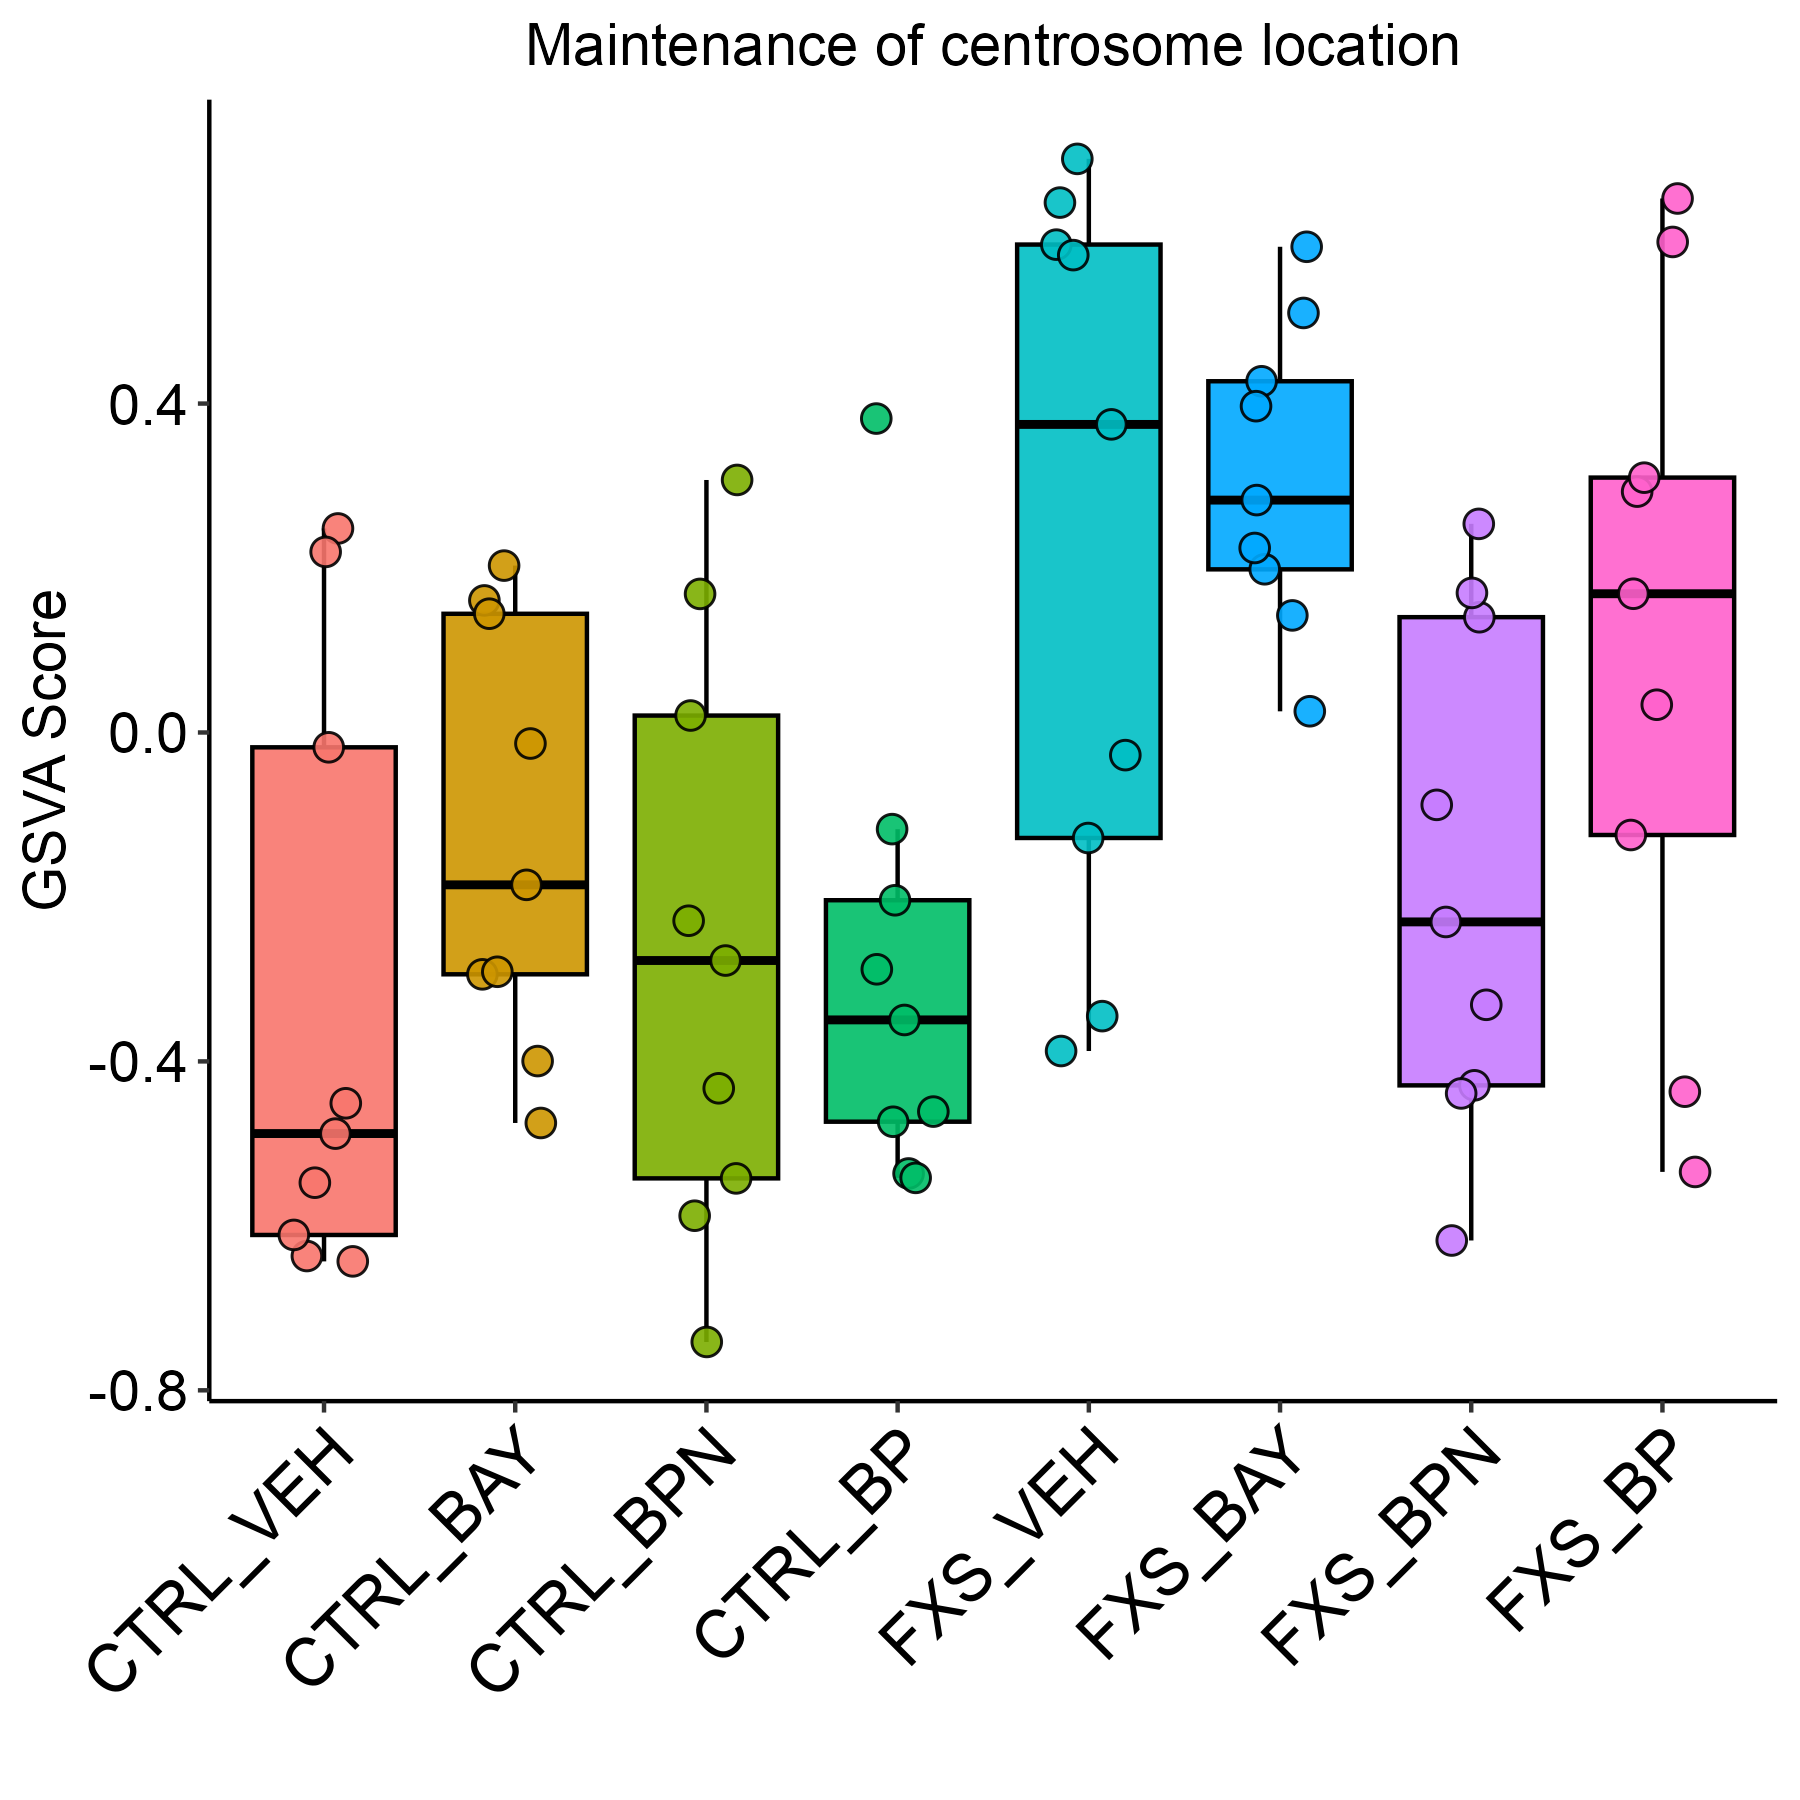 Maintenance of centrosome location
GSVA Score
0.4
0.0
-0.4
-0.8
CTRL_VEH
CTRL_BAY
CTRL_BPN
CTRL_BP
FXS_VEH
FXS_BAY
FXS_BPN
FXS_BP